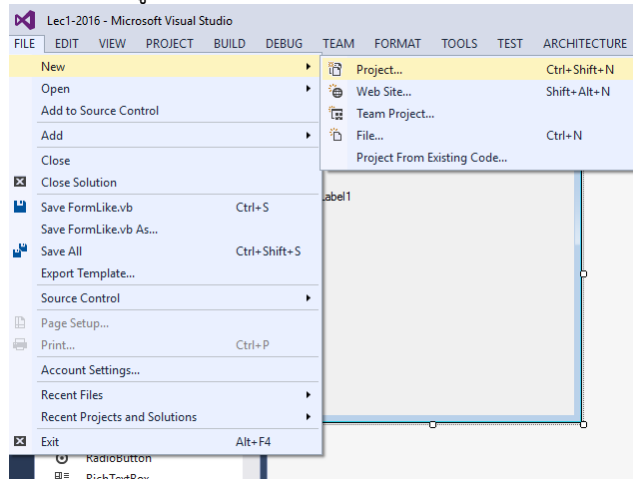 Lec1-2016 - Microsoft Visual Studio
FILE EDIT VIEW PROJECT BUILD DEBUG TEAM FORMAT TOOLS TEST ARCHITECTURE
New
Project... Ctrl+Shift+N
Open
Web Site... Shift+Alt+N
Add to Source Control
Team Project...
Add
File... Ctrl+N
Project From Existing Code...
Close
Close Solution
Save FormLike.vb Ctrl+S
Label1
Save FormLike.vb As...
Save All Ctrl+Shift+S
Export Template...
Source Control
Page Setup...
Print... Ctrl+P
Account Settings...
Recent Files
Recent Projects and Solutions
Exit Alt+F4
RadioButton
RichTextBox